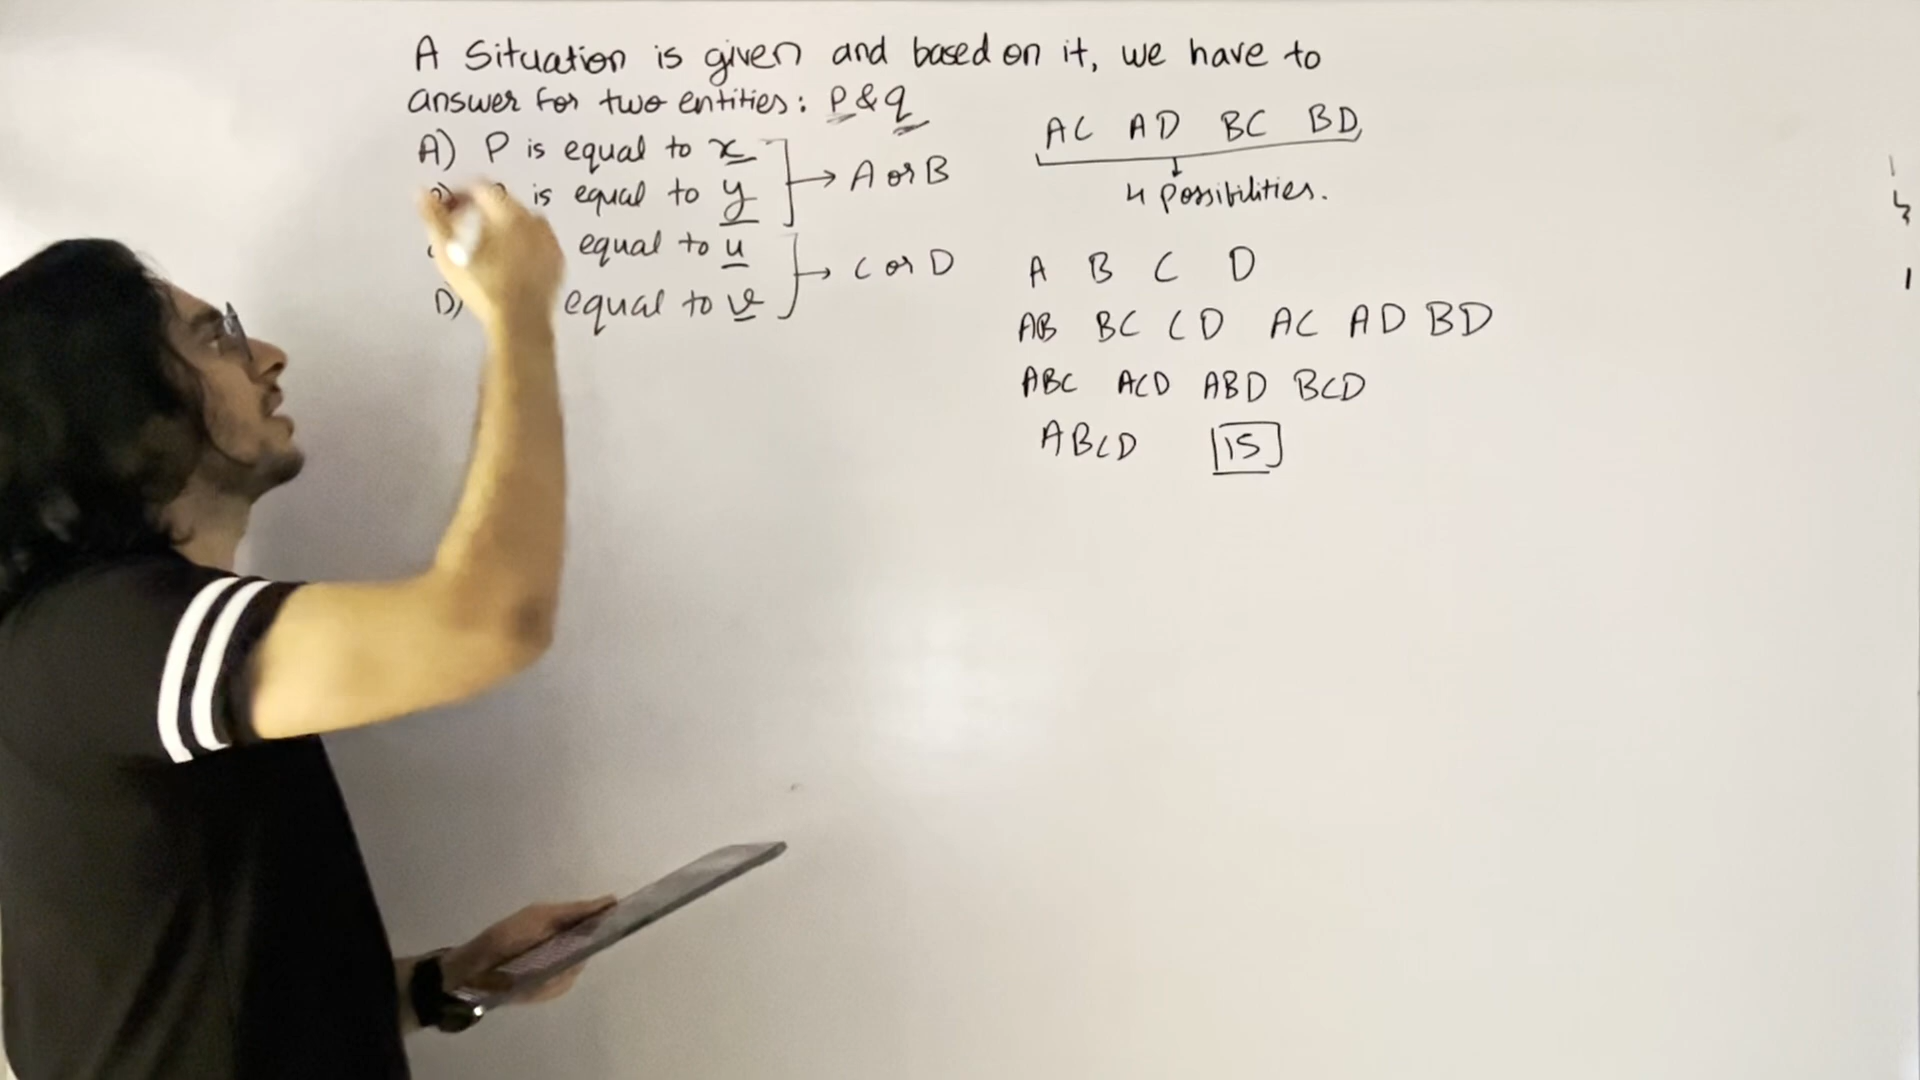 A Situation is given and based on it, we have to
answer for two entities: P & q
A) P is equal to x
is equal to y
→ A or B
equal to u
D) equal to v
→ C or D
AC AD BC BD
4 possibilities.
A B C D
AB BC CD AC AD BD
ABC ACD ABD BCD
ABCD 15